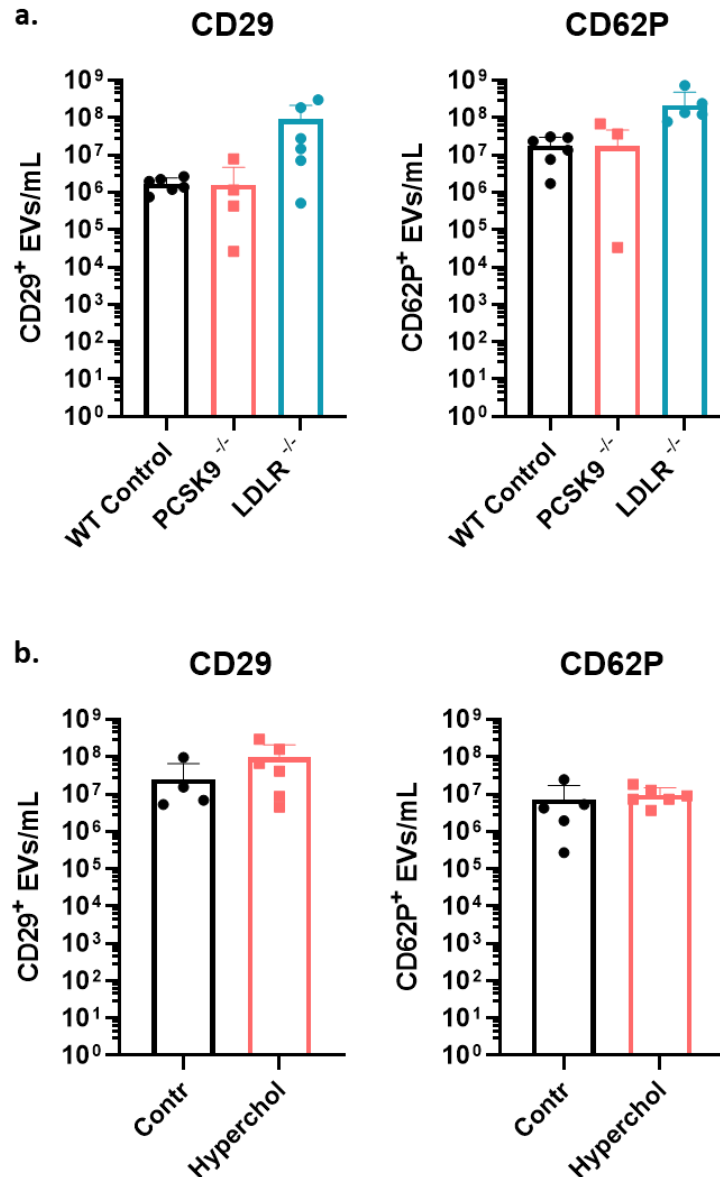 a.
CD29
CD29⁺ EVs/mL
10⁹
10⁸
10⁷
10⁶
10⁵
10⁴
10³
10²
10¹
10⁰
WT Control
PCSK9 -/-
LDLR -/-
CD62P
CD62P⁺ EVs/mL
10⁹
10⁸
10⁷
10⁶
10⁵
10⁴
10³
10²
10¹
10⁰
WT Control
PCSK9 -/-
LDLR -/-
b.
CD29
CD29⁺ EVs/mL
10⁹
10⁸
10⁷
10⁶
10⁵
10⁴
10³
10²
10¹
10⁰
Contr
Hyperchol
CD62P
CD62P⁺ EVs/mL
10⁹
10⁸
10⁷
10⁶
10⁵
10⁴
10³
10²
10¹
10⁰
Contr
Hyperchol